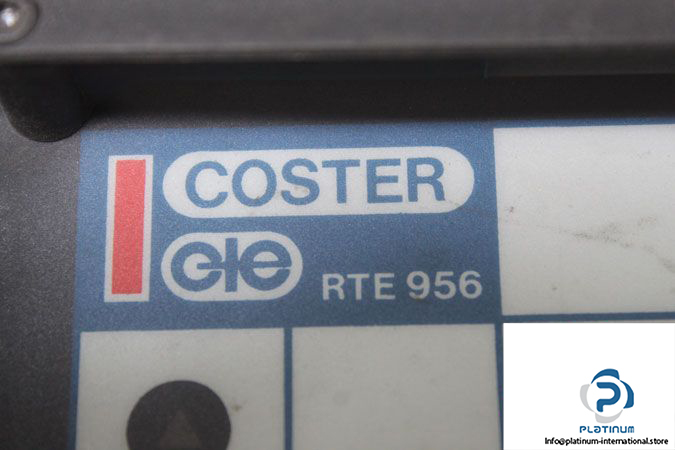 COSTER
ele
RTE 956
PLATINUM
Info@platinum-international.store